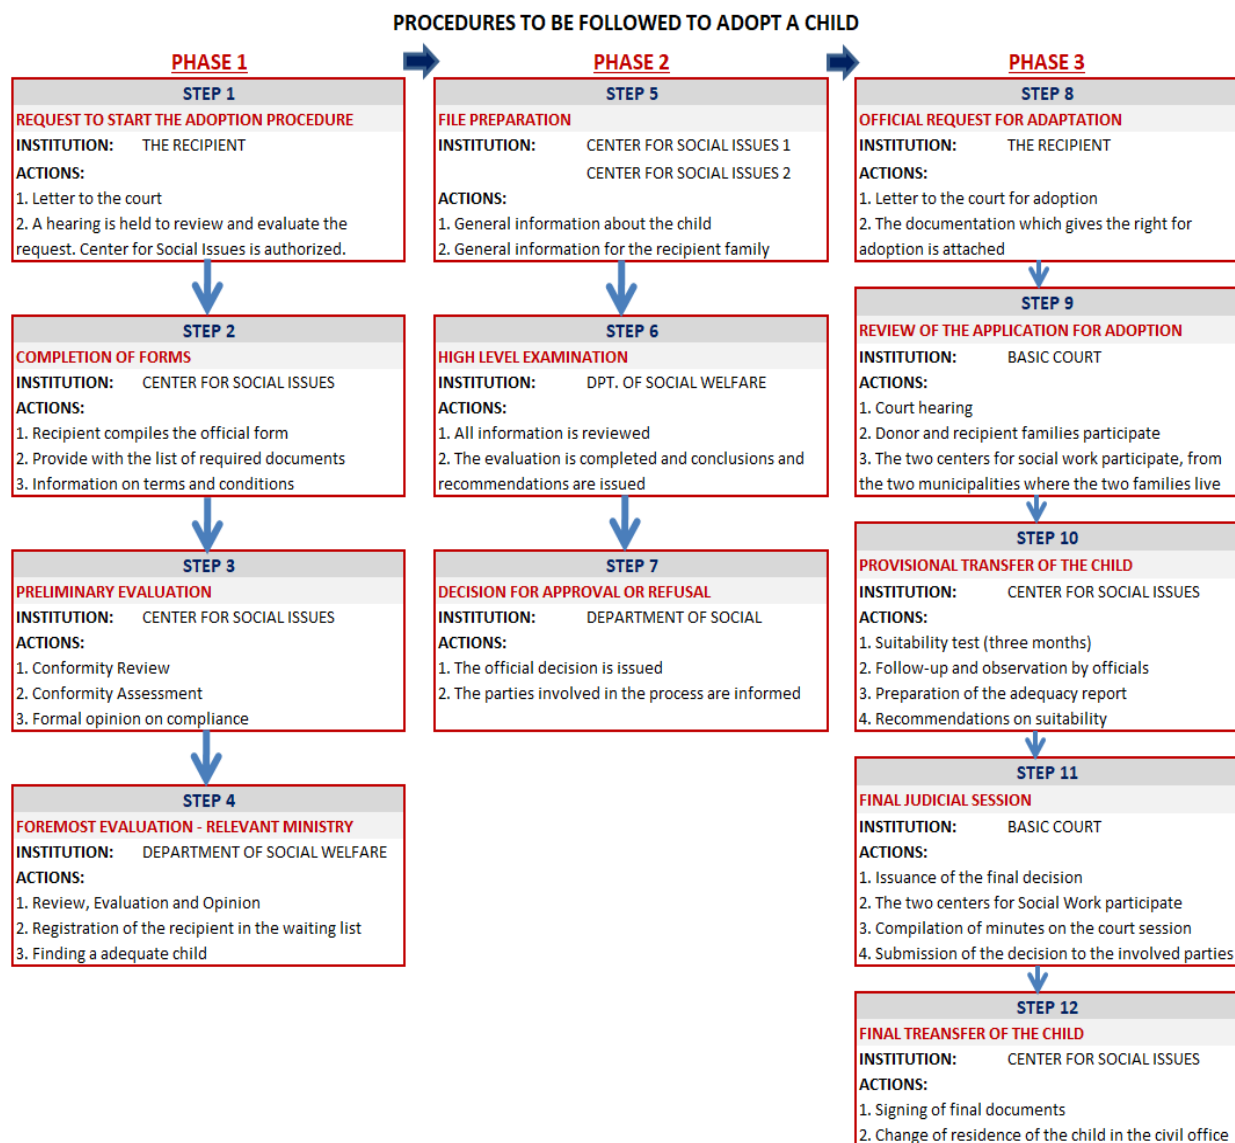 PROCEDURES TO BE FOLLOWED TO ADOPT A CHILD
PHASE 1
STEP 1
REQUEST TO START THE ADOPTION PROCEDURE
INSTITUTION: THE RECIPIENT
ACTIONS:
1. Letter to the court
2. A hearing is held to review and evaluate the
request. Center for Social Issues is authorized.
STEP 2
COMPLETION OF FORMS
INSTITUTION: CENTER FOR SOCIAL ISSUES
ACTIONS:
1. Recipient compiles the official form
2. Provide with the list of required documents
3. Information on terms and conditions
STEP 3
PRELIMINARY EVALUATION
INSTITUTION: CENTER FOR SOCIAL ISSUES
ACTIONS:
1. Conformity Review
2. Conformity Assessment
3. Formal opinion on compliance
STEP 4
FOREMOST EVALUATION - RELEVANT MINISTRY
INSTITUTION: DEPARTMENT OF SOCIAL WELFARE
ACTIONS:
1. Review, Evaluation and Opinion
2. Registration of the recipient in the waiting list
3. Finding a adequate child
PHASE 2
STEP 5
FILE PREPARATION
INSTITUTION: CENTER FOR SOCIAL ISSUES 1
CENTER FOR SOCIAL ISSUES 2
ACTIONS:
1. General information about the child
2. General information for the recipient family
STEP 6
HIGH LEVEL EXAMINATION
INSTITUTION: DPT. OF SOCIAL WELFARE
ACTIONS:
1. All information is reviewed
2. The evaluation is completed and conclusions and
recommendations are issued
STEP 7
DECISION FOR APPROVAL OR REFUSAL
INSTITUTION: DEPARTMENT OF SOCIAL
ACTIONS:
1. The official decision is issued
2. The parties involved in the process are informed
PHASE 3
STEP 8
OFFICIAL REQUEST FOR ADAPTATION
INSTITUTION: THE RECIPIENT
ACTIONS:
1. Letter to the court for adoption
2. The documentation which gives the right for
adoption is attached
STEP 9
REVIEW OF THE APPLICATION FOR ADOPTION
INSTITUTION: BASIC COURT
ACTIONS:
1. Court hearing
2. Donor and recipient families participate
3. The two centers for social work participate, from
the two municipalities where the two families live
STEP 10
PROVISIONAL TRANSFER OF THE CHILD
INSTITUTION: CENTER FOR SOCIAL ISSUES
ACTIONS:
1. Suitability test (three months)
2. Follow-up and observation by officials
3. Preparation of the adequacy report
4. Recommendations on suitability
STEP 11
FINAL JUDICIAL SESSION
INSTITUTION: BASIC COURT
ACTIONS:
1. Issuance of the final decision
2. The two centers for Social Work participate
3. Compilation of minutes on the court session
4. Submission of the decision to the involved parties
STEP 12
FINAL TREANSFER OF THE CHILD
INSTITUTION: CENTER FOR SOCIAL ISSUES
ACTIONS:
1. Signing of final documents
2. Change of residence of the child in the civil office